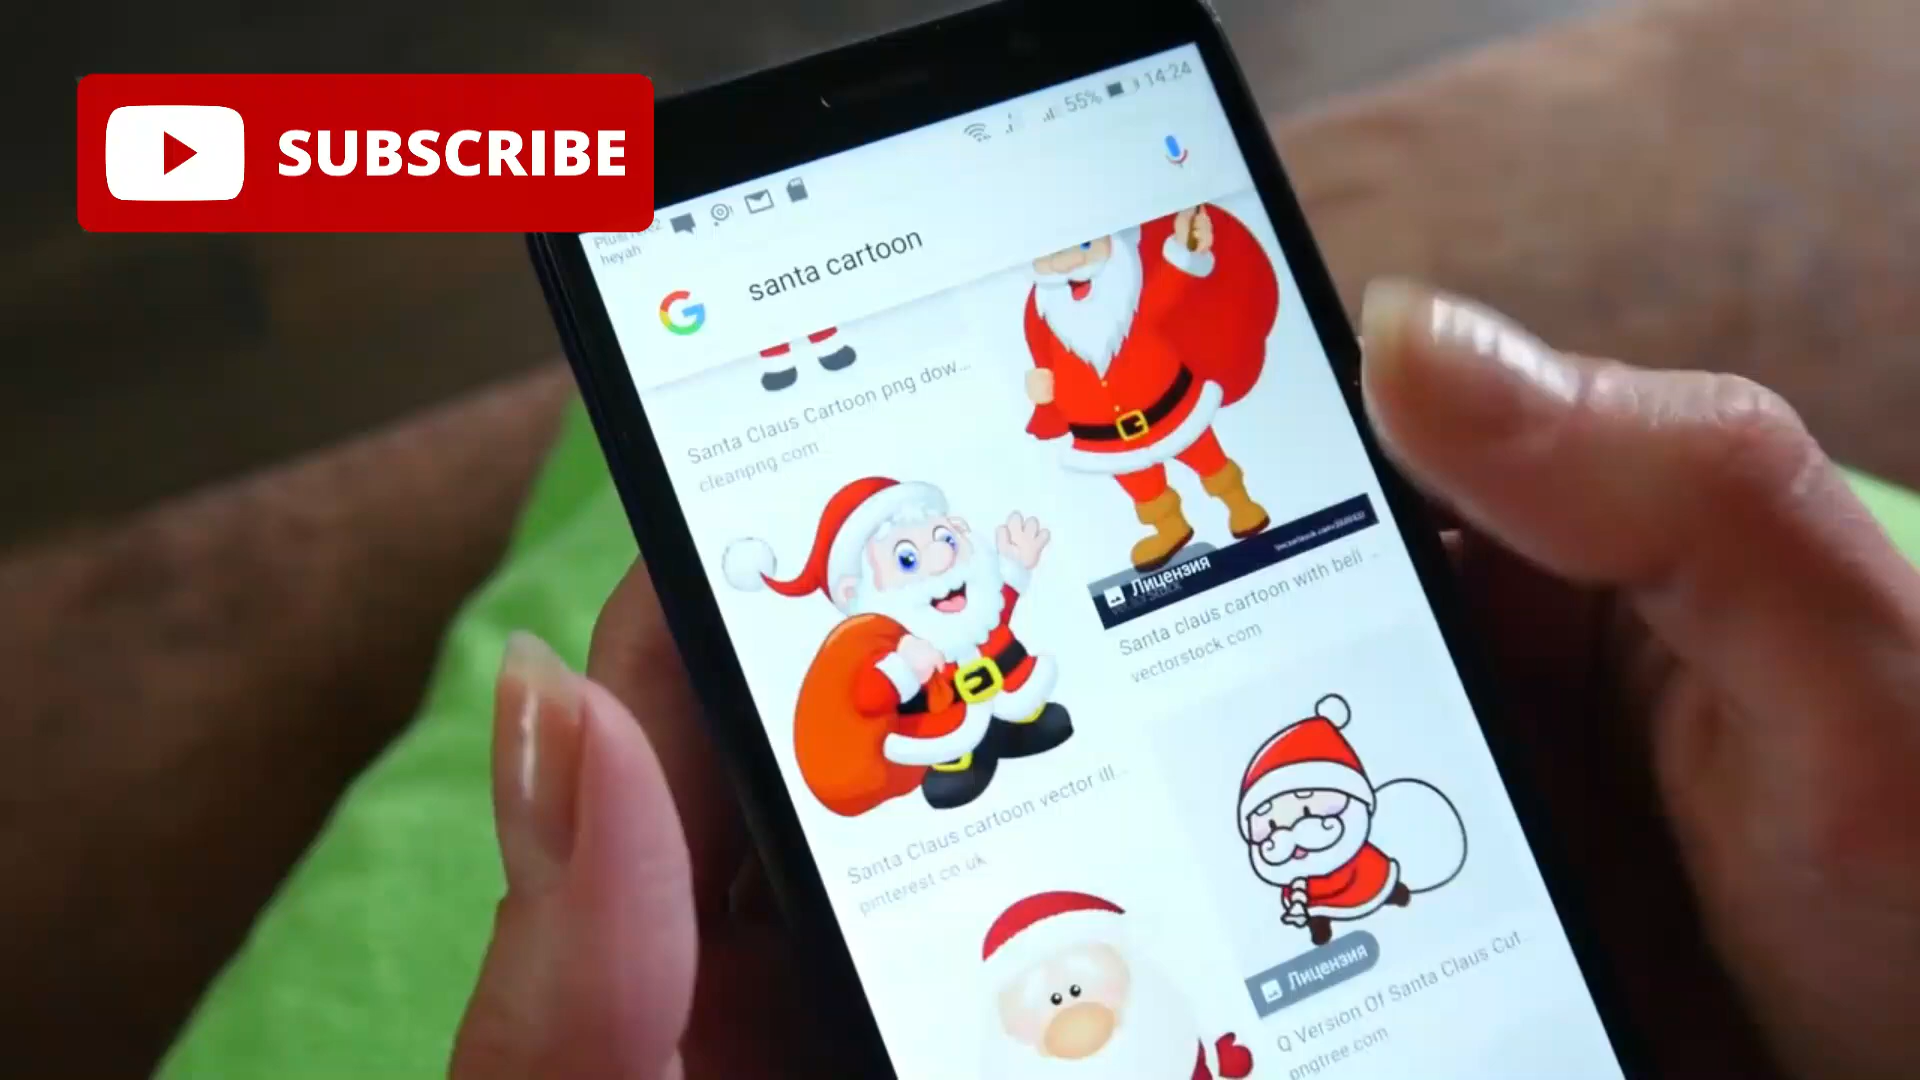 SUBSCRIBE
55% 14:24
heyah
santa cartoon
Santa Claus Cartoon png dow...
cleanpng.com
Лицензия
Santa claus cartoon with bell ...
vectorstock.com
Santa Claus cartoon vector ill...
pinterest.co.uk
Лицензия
Q Version Of Santa Claus Cut
pngtree.com